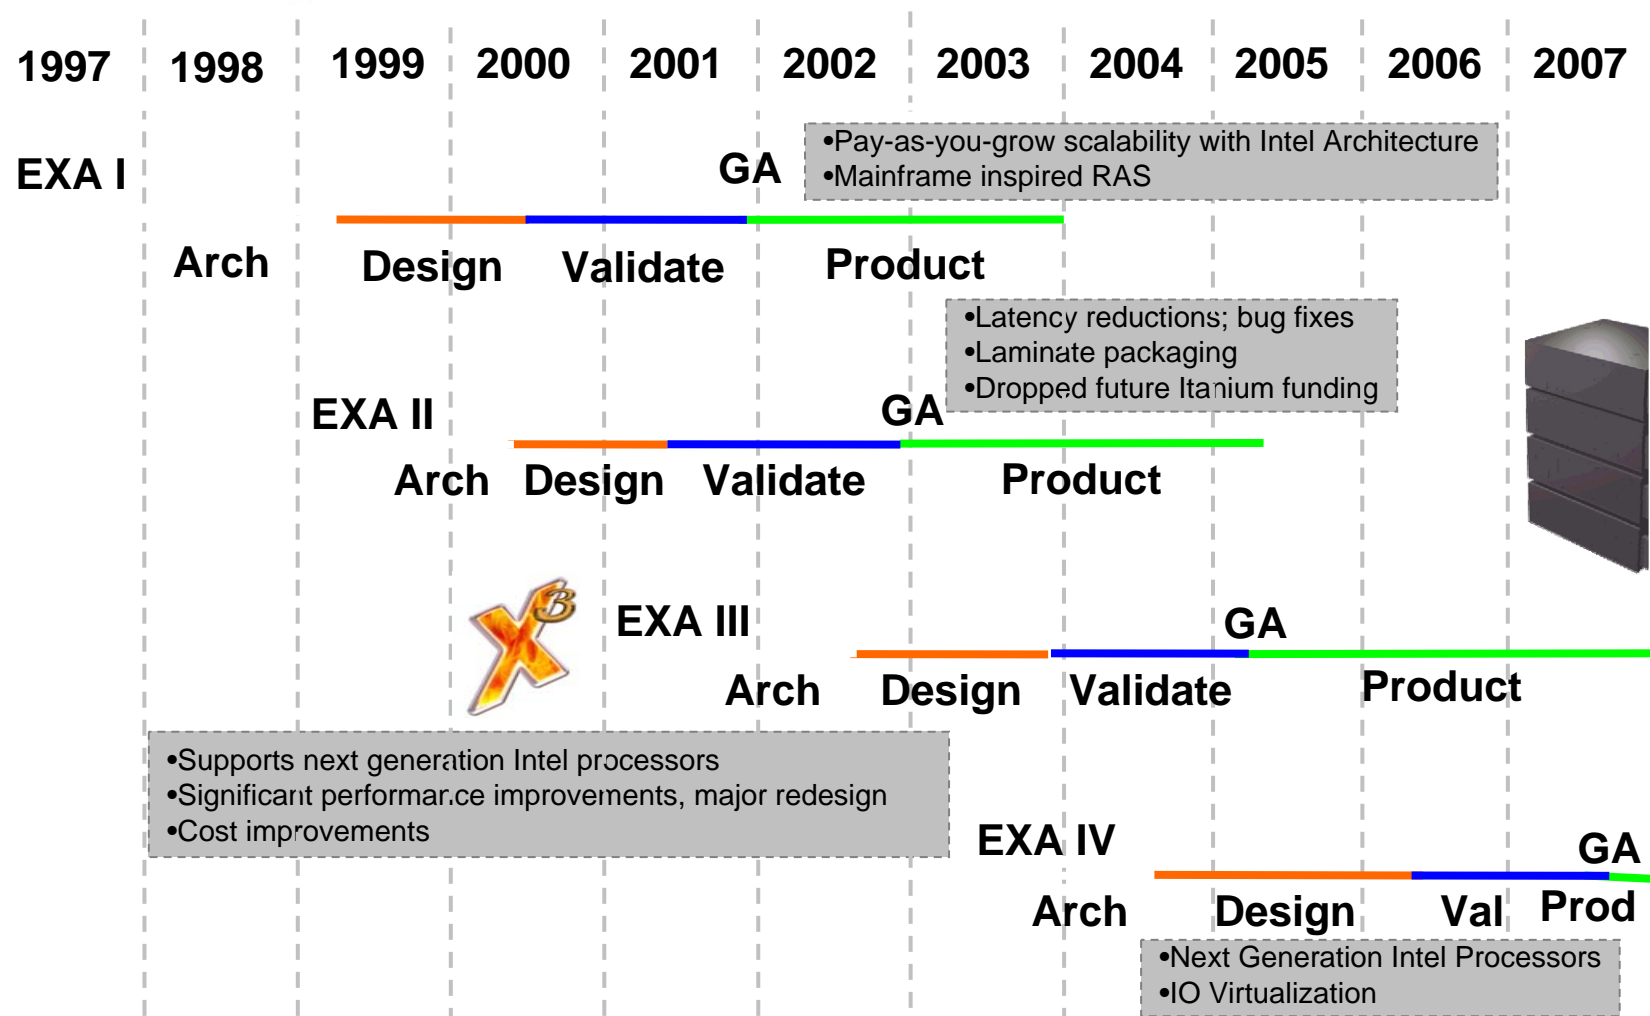 1997 1998 1999 2000 2001 2002 2003 2004 2005 2006 2007
•Pay-as-you-grow scalability with Intel Architecture
•Mainframe inspired RAS
EXA I GA
Arch Design Validate Product
•Latency reductions; bug fixes
•Laminate packaging
•Dropped future Itanium funding
EXA II GA
Arch Design Validate Product
X3
EXA III GA
Arch Design Validate Product
•Supports next generation Intel processors
•Significant performance improvements, major redesign
•Cost improvements
EXA IV GA
Arch Design Val Prod
•Next Generation Intel Processors
•IO Virtualization